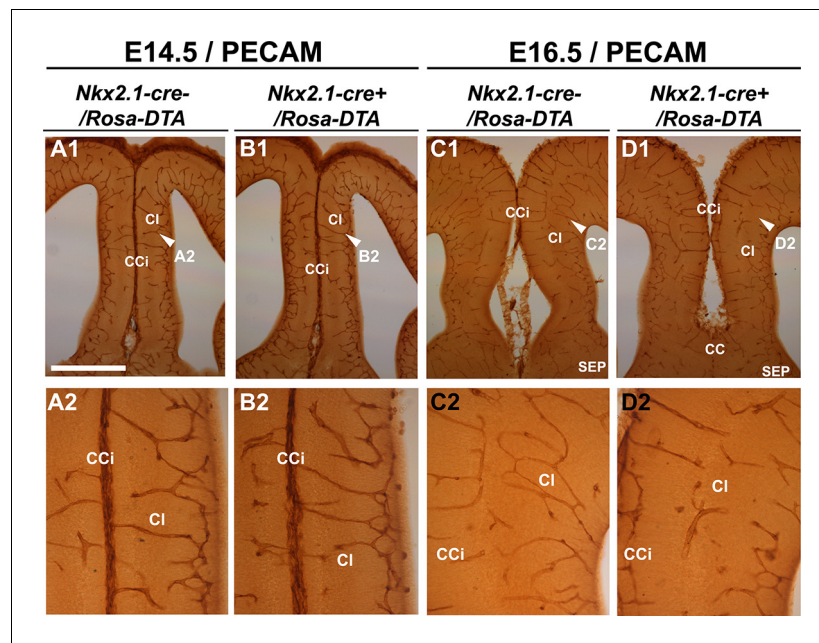 E14.5 / PECAM
E16.5 / PECAM
Nkx2.1-cre-
/Rosa-DTA
Nkx2.1-cre+
/Rosa-DTA
Nkx2.1-cre-
/Rosa-DTA
Nkx2.1-cre+
/Rosa-DTA
A1
CI
A2
CCi
B1
CI
B2
CCi
C1
CCi
CI
C2
SEP
D1
CCi
CI
D2
CC
SEP
A2
CCi
CI
B2
CCi
CI
C2
CI
CCi
D2
CI
CCi